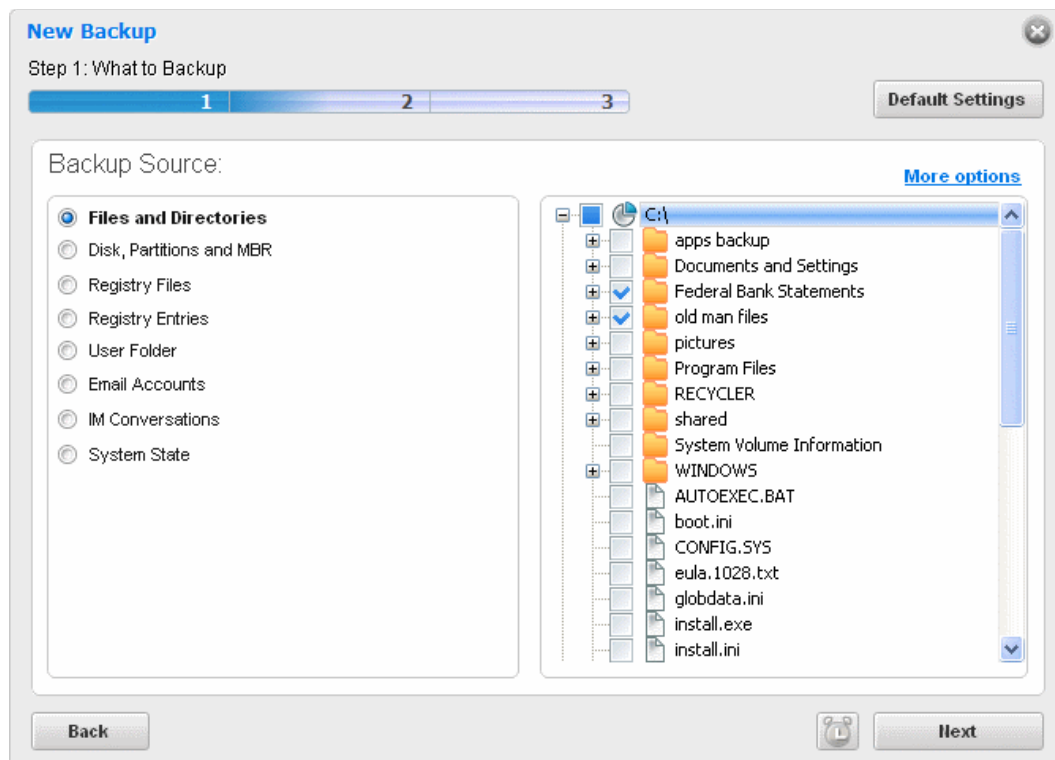 New Backup
Step 1: What to Backup
1 2 3
Default Settings
Backup Source:
More options
Files and Directories
Disk, Partitions and MBR
Registry Files
Registry Entries
User Folder
Email Accounts
IM Conversations
System State
C:\
apps backup
Documents and Settings
Federal Bank Statements
old man files
pictures
Program Files
RECYCLER
shared
System Volume Information
WINDOWS
AUTOEXEC.BAT
boot.ini
CONFIG.SYS
eula.1028.txt
globdata.ini
install.exe
install.ini
Back
Next